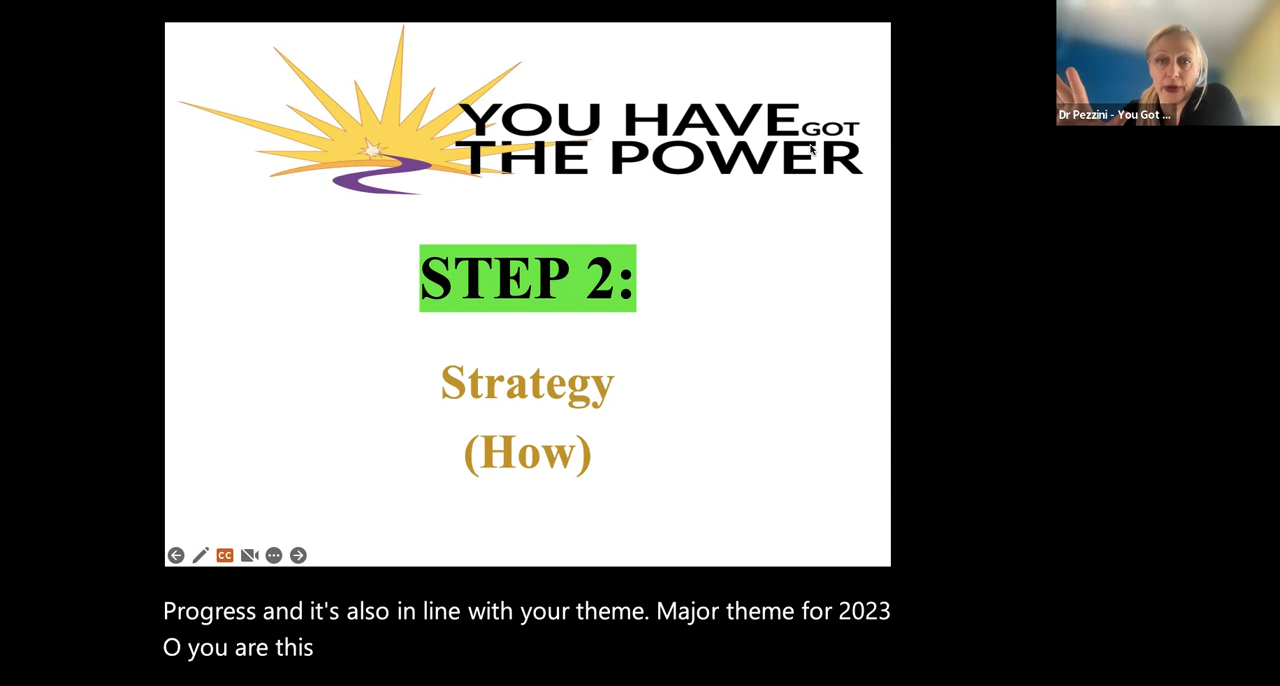 YOU HAVE GOT
THE POWER
STEP 2:
Strategy
(How)
CC
Progress and it's also in line with your theme. Major theme for 2023
O you are this
Dr Pezzini - You Got ...